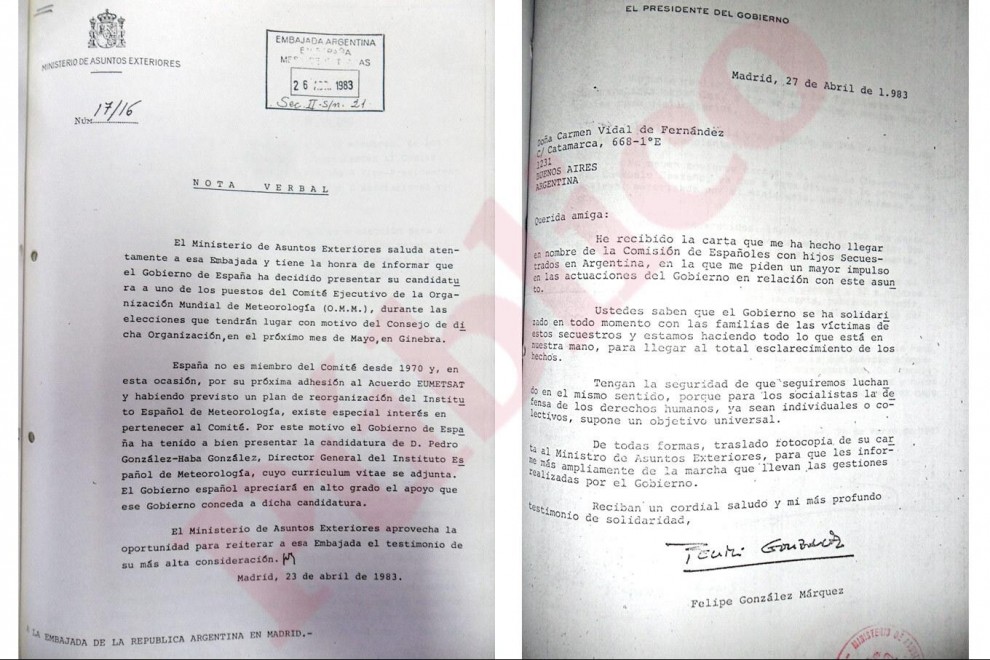 MINISTERIO DE ASUNTOS EXTERIORES
NÚM 17/16
EMBAJADA ARGENTINA
26 1983
Sec. II-s/n. 21
NOTA VERBAL
El Ministerio de Asuntos Exteriores saluda aten-
tamente a esa Embajada y tiene la honra de informar que
el Gobierno de España ha decidido presentar su candidatu
ra a uno de los puestos del Comité Ejecutivo de la Orga-
nización Mundial de Meteorología (O.M.M.), durante las
elecciones que tendrán lugar con motivo del Consejo de di
cha Organización,en el próximo mes de Mayo,en Ginebra.
España no es miembro del Comité desde 1970 y, en
esta ocasión, por su próxima adhesión al Acuerdo EUMETSAT
y habiendo previsto un plan de reorganización del Institu
to Español de Meteorología, existe especial interés en
pertenecer al Comité. Por este motivo el Gobierno de Espa
ña ha tenido a bien presentar la candidatura de D. Pedro
González-Haba González, Director General del Instituto Es
pañol de Meteorología, cuyo curriculum vitae se adjunta.
El Gobierno español apreciará en alto grado el apoyo que
ese Gobierno conceda a dicha candidatura.
El Ministerio de Asuntos Exteriores aprovecha la
oportunidad para reiterar a esa Embajada el testimonio de
su más alta consideración.
Madrid, 23 de abril de 1983.
A LA EMBAJADA DE LA REPUBLICA ARGENTINA EN MADRID.-
EL PRESIDENTE DEL GOBIERNO
Madrid, 27 de Abril de 1.983
Doña Carmen Vidal de Fernández
C/ Catamarca, 668-1ºE
1231
BUENOS AIRES
ARGENTINA
Querida amiga:
He recibido la carta que me ha hecho llegar
en nombre de la Comisión de Españoles con hijos Secues-
trados en Argentina, en la que me piden un mayor impulso
en las actuaciones del Gobierno en relación con este asun
to.
Ustedes saben que el Gobierno se ha solidari
zado en todo momento con las familias de las víctimas de
estos secuestros y estamos haciendo todo lo que está en
nuestra mano, para llegar al total esclarecimiento de los
hechos.
Tengan la seguridad de que seguiremos luchan
do en el mismo sentido, porque para los socialistas la de
fensa de los derechos humanos, ya sean individuales o co-
lectivos, supone un objetivo universal.
De todas formas, traslado fotocopia de su car
ta al Ministro de Asuntos Exteriores, para que les infor-
me más ampliamente de la marcha que llevan las gestiones
realizadas por el Gobierno.
Reciban un cordial saludo y mi más profundo
testimonio de solidaridad,
Felipe González
Felipe González Márquez
MINISTERIO DE
Público